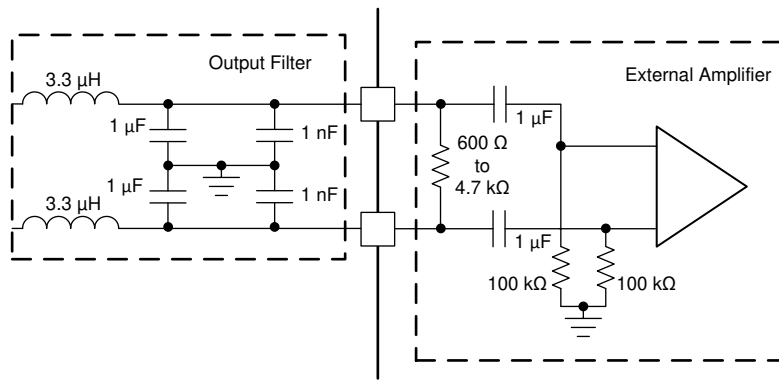 Output Filter
3.3 µH
1 µF
1 nF
1 µF
1 nF
3.3 µH
External Amplifier
1 µF
600 Ω
to
4.7 kΩ
1 µF
100 kΩ
100 kΩ